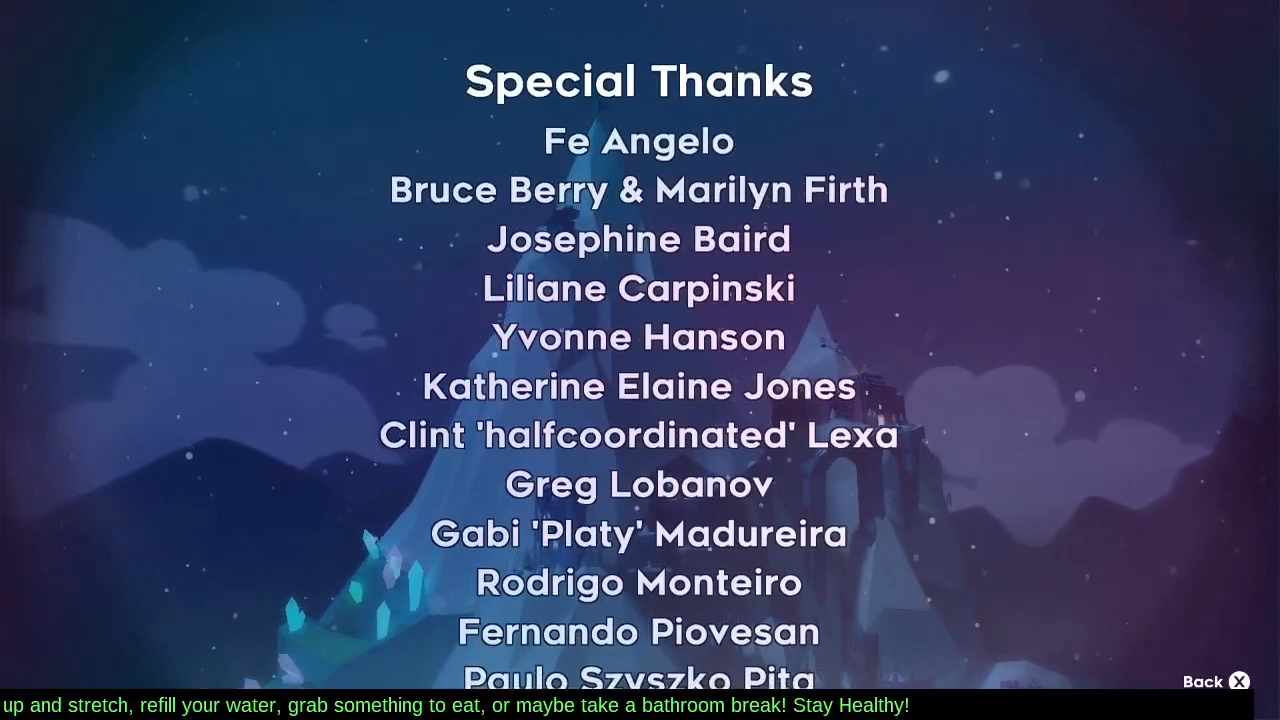 Special Thanks
Fe Angelo
Bruce Berry & Marilyn Firth
Josephine Baird
Liliane Carpinski
Yvonne Hanson
Katherine Elaine Jones
Clint 'halfcoordinated' Lexa
Greg Lobanov
Gabi 'Platy' Madureira
Rodrigo Monteiro
Fernando Piovesan
Paulo Szyszko Pita
Back X
up and stretch, refill your water, grab something to eat, or maybe take a bathroom break! Stay Healthy!